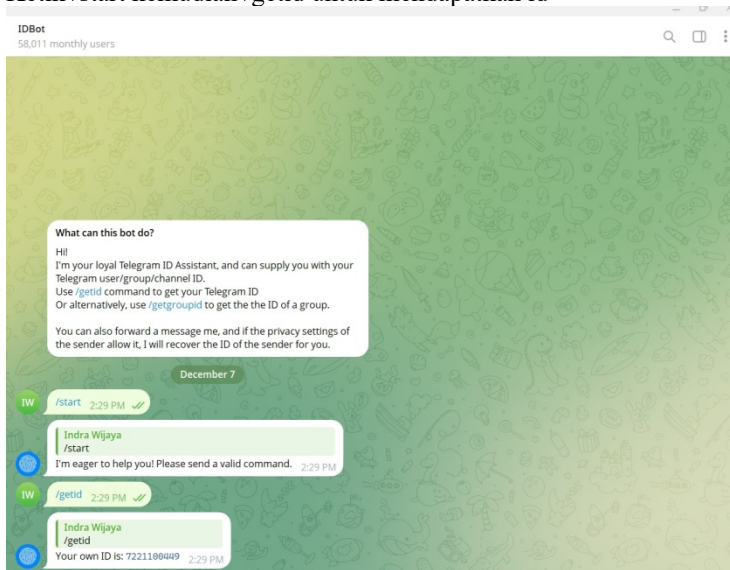 IDBot
58,011 monthly users
What can this bot do?
Hi!
I'm your loyal Telegram ID Assistant, and can supply you with your
Telegram user/group/channel ID.
Use /getid command to get your Telegram ID
Or alternatively, use /getgroupid to get the the ID of a group.
You can also forward a message me, and if the privacy settings of
the sender allow it, I will recover the ID of the sender for you.
December 7
IW
/start 2:29 PM
Indra Wijaya
/start
I'm eager to help you! Please send a valid command. 2:29 PM
IW
/getid 2:29 PM
Indra Wijaya
/getid
Your own ID is: 7221100449 2:29 PM